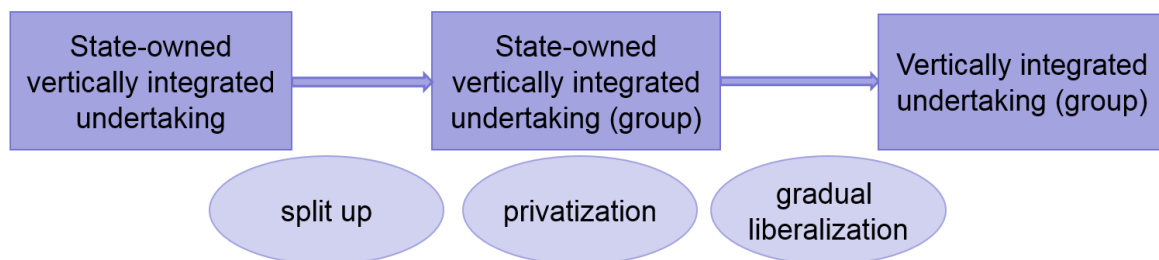 State-owned
vertically integrated
undertaking
State-owned
vertically integrated
undertaking (group)
Vertically integrated
undertaking (group)
split up
privatization
gradual
liberalization